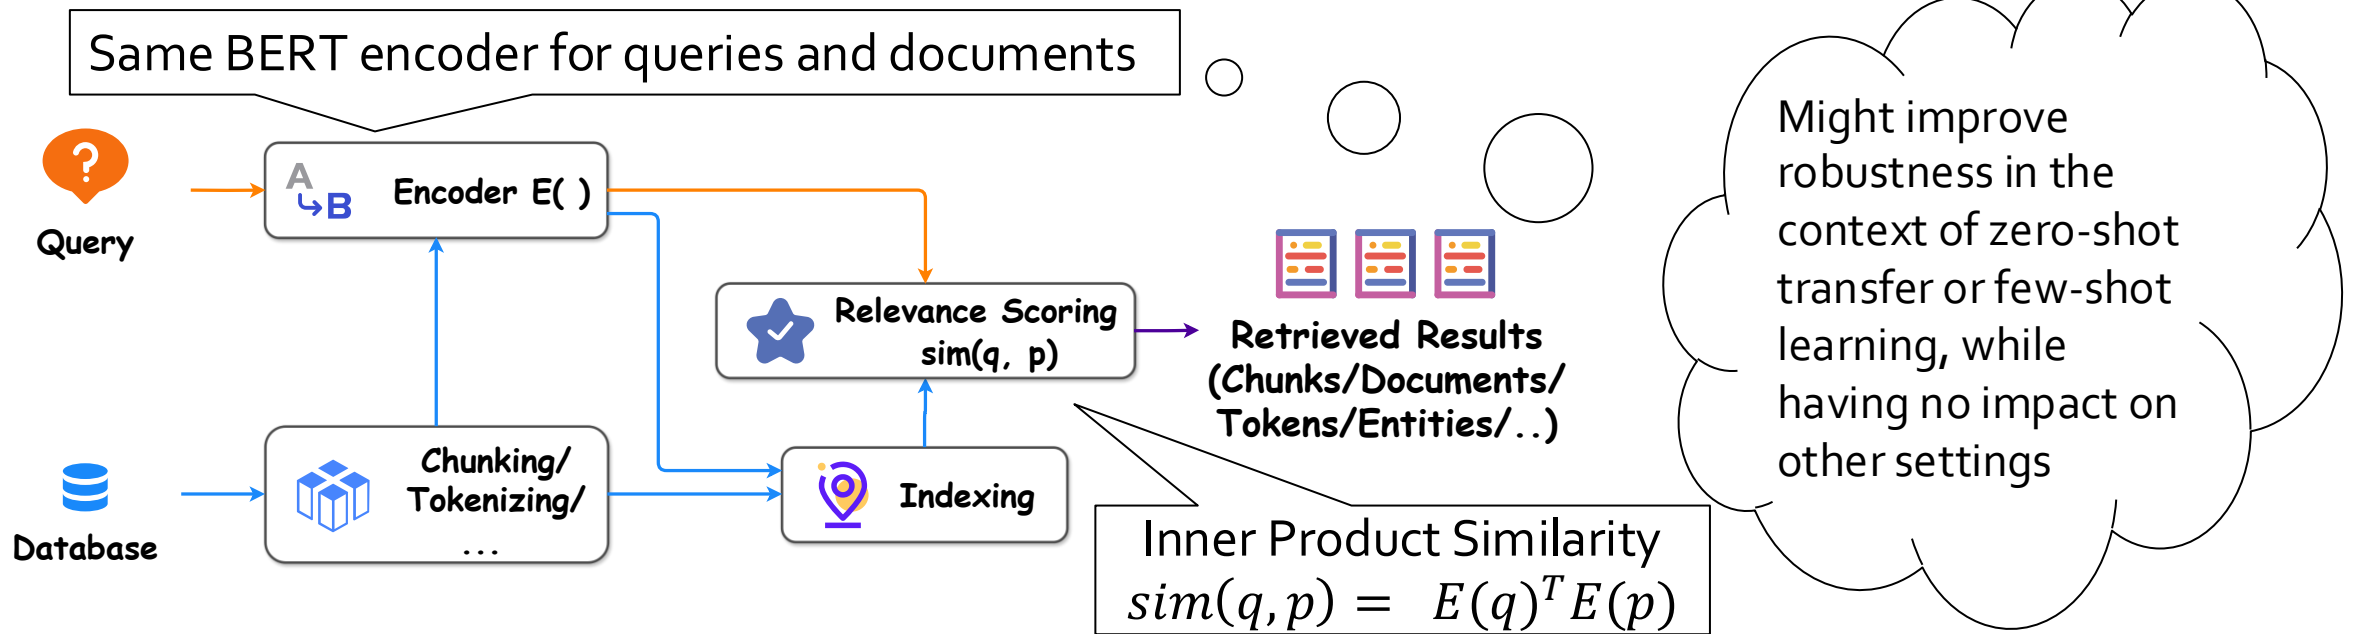 Same BERT encoder for queries and documents
Query
A
B
Encoder E( )
Relevance Scoring
sim(q, p)
Retrieved Results
(Chunks/Documents/
Tokens/Entities/..)
Database
Chunking/
Tokenizing/
...
Indexing
Inner Product Similarity
sim(q,p) = E(q)^T E(p)
Might improve
robustness in the
context of zero-shot
transfer or few-shot
learning, while
having no impact on
other settings